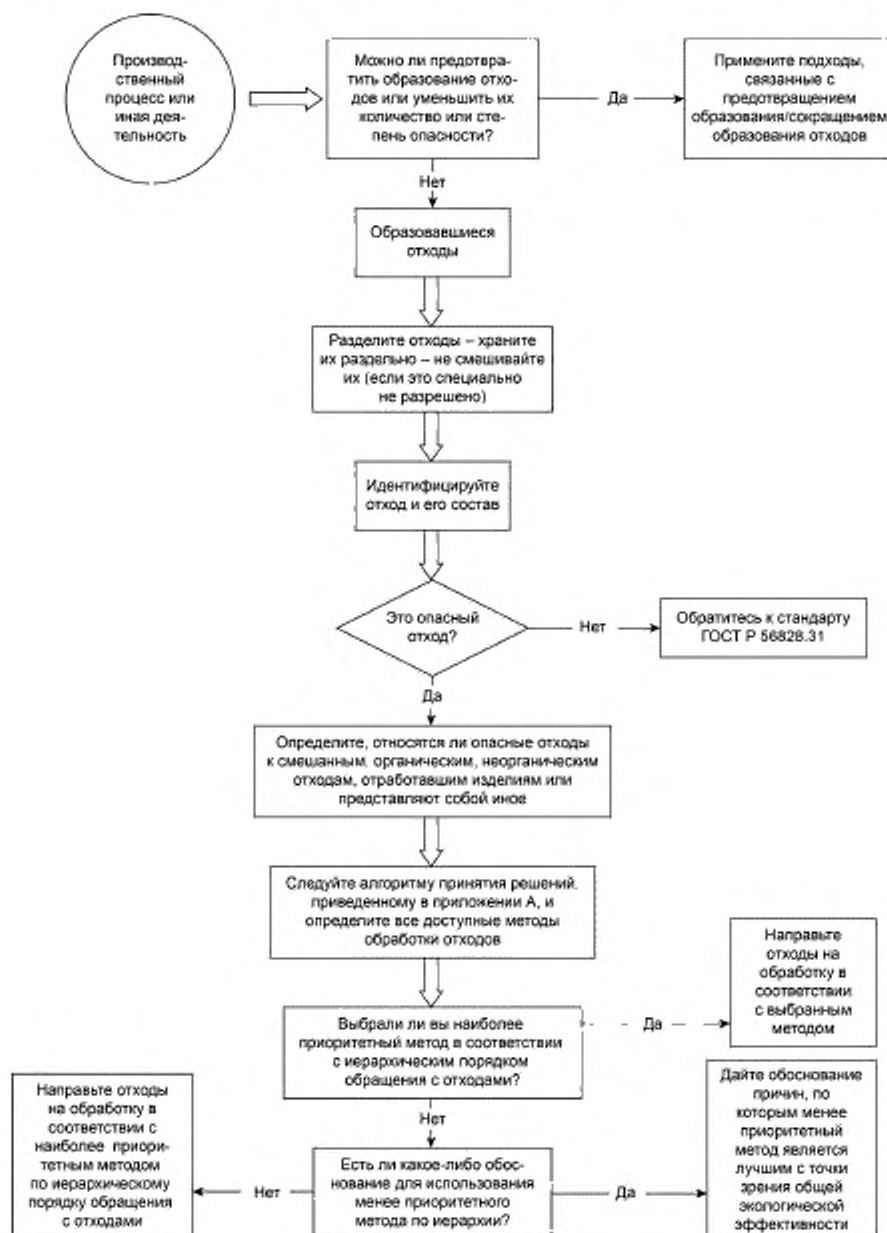 Производ-
ственный
процесс или
иная дея-
тельность
Можно ли предотвра-
тить образование отхо-
дов или уменьшить их
количество или сте-
пень опасности?
Да
Примените подходы,
связанные с
предотвращением
образования/сокращением
образования отходов
Нет
Образовавшиеся
отходы
Разделите отходы – храните
их раздельно – не смешивайте
их (если это специально
не разрешено)
Идентифицируйте
отход и его состав
Это опасный
отход?
Нет
Обратитесь к стандарту
ГОСТ Р 56828.31
Да
Определите, относятся ли опасные отходы
к смешанным, органическим, неорганическим
отходам, отработавшим изделиям или
представляют собой иное
Следуйте алгоритму принятия решений,
приведенному в приложении А, и
определите все доступные методы
обработки отходов
Выбрали ли вы наиболее
приоритетный метод в соответствии
с иерархическим порядком
обращения с отходами?
Да
Направьте
отходы на
обработку в
соответствии
с выбранным
методом
Нет
Есть ли какое-либо обос-
нование для использования
менее приоритетного
метода по иерархии?
Нет
Направьте отходы
на обработку в
соответствии с
наиболее приори-
тетным методом
по иерархическому
порядку обращения
с отходами
Да
Дайте обоснование
причин, по
которым менее
приоритетный
метод является
лучшим с точки
зрения общей
экологической
эффективности